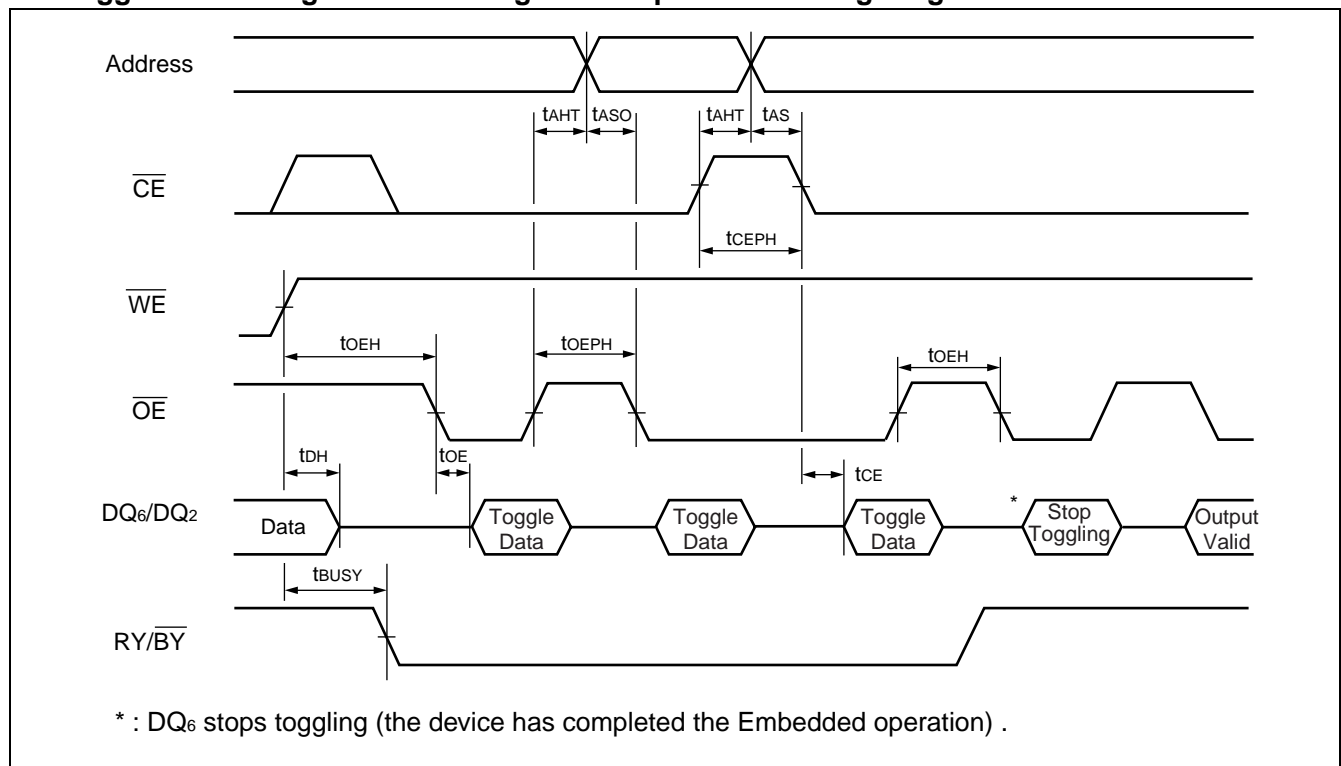 Address
tAHT tASO tAHT tAS
CE
tCEPH
WE
tOEH tOEPH tOEH
OE
tDH tOE tCE
DQ6/DQ2 Data Toggle Data Toggle Data Toggle Data * Stop Toggling Output Valid
tBUSY
RY/BY
* : DQ6 stops toggling (the device has completed the Embedded operation) .